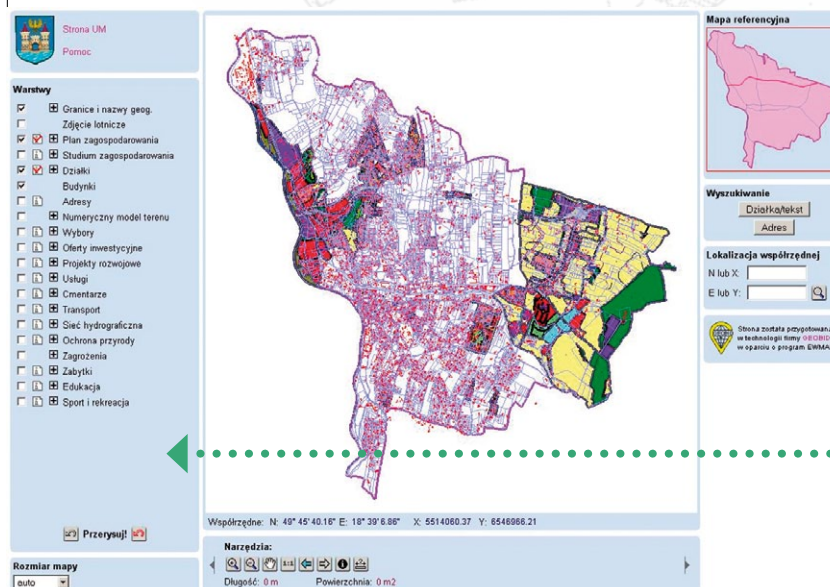 Strona UM
Pomoc
Warstwy
Granice i nazwy geog.
Zdjęcie lotnicze
Plan zagospodarowania
Studium zagospodarowania
Działki
Budynki
Adresy
Numeryczny model terenu
Wybory
Oferty inwestycyjne
Projekty rozwojowe
Usługi
Cmentarze
Transport
Sieć hydrograficzna
Ochrona przyrody
Zagrożenia
Zabytki
Edukacja
Sport i rekreacja
Przerysuj!
Rozmiar mapy
auto
Współrzędne: N: 49° 45' 40.16" E: 18° 39' 6.86" X: 5514060.37 Y: 6546966.21
Narzędzia:
1:1
Długość: 0 m Powierzchnia: 0 m2
Mapa referencyjna
Wyszukiwanie
Działka/tekst
Adres
Lokalizacja współrzędnej
N lub X:
E lub Y:
Strona została przygotowana
w technologii firmy GEOBID
w oparciu o program EWMA